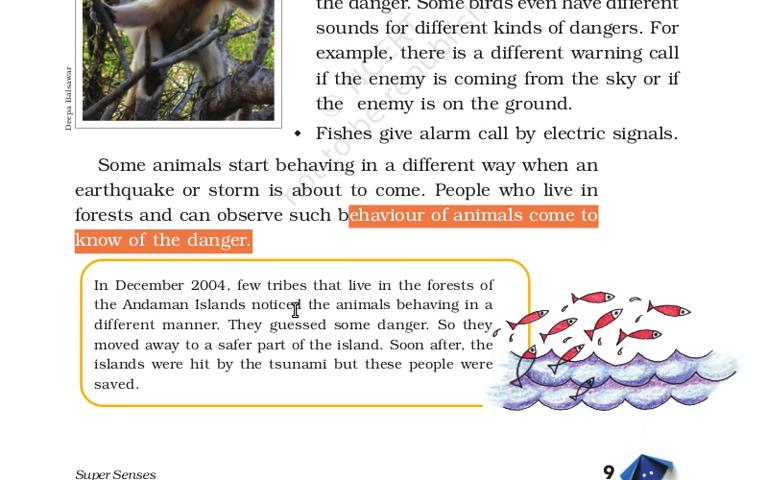 the danger. Some birds even have different
sounds for different kinds of dangers. For
example, there is a different warning call
if the enemy is coming from the sky or if
the enemy is on the ground.
Deepa Balsawar
◆ Fishes give alarm call by electric signals.
© NCERT
not to be republish
Some animals start behaving in a different way when an
earthquake or storm is about to come. People who live in
forests and can observe such behaviour of animals come to
know of the danger.
In December 2004, few tribes that live in the forests of
the Andaman Islands noticed the animals behaving in a
different manner. They guessed some danger. So they
moved away to a safer part of the island. Soon after, the
islands were hit by the tsunami but these people were
saved.
Super Senses
9